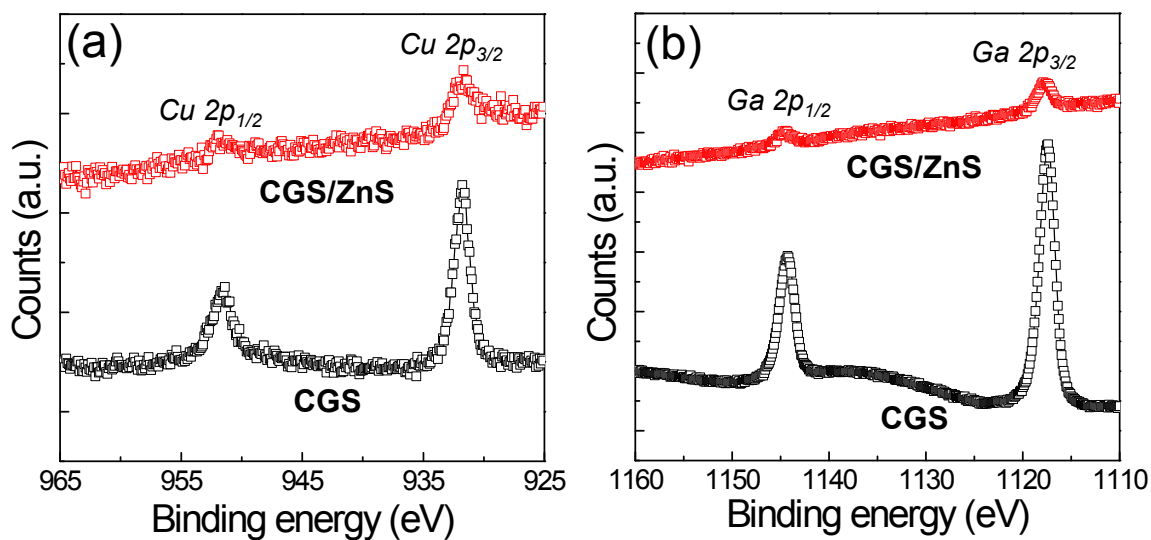 (a)
Cu 2p3/2
Cu 2p1/2
CGS/ZnS
CGS
Counts (a.u.)
965 955 945 935 925
Binding energy (eV)
(b)
Ga 2p3/2
Ga 2p1/2
CGS/ZnS
CGS
Counts (a.u.)
1160 1150 1140 1130 1120 1110
Binding energy (eV)